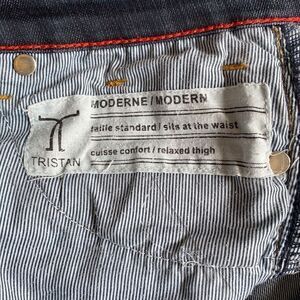 MODERNE / MODERN
taille standard / sits at the waist
cuisse confort / relaxed thigh
TRISTAN